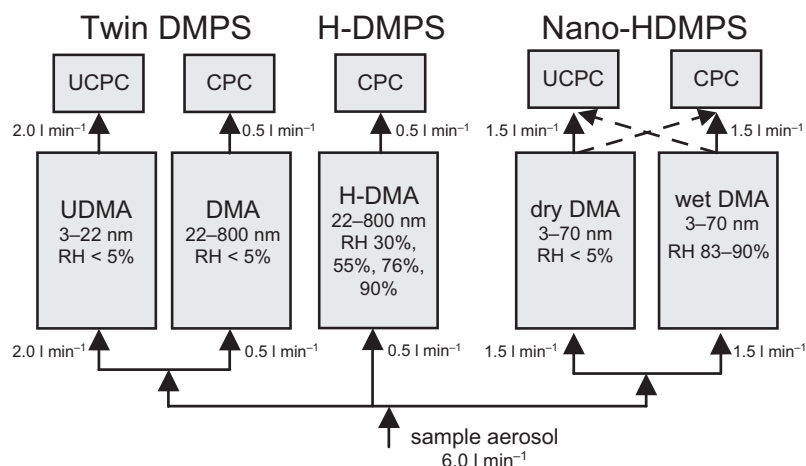 Twin DMPS
H-DMPS
Nano-HDMPS
UCPC
CPC
CPC
UCPC
CPC
2.0 l min⁻¹
0.5 l min⁻¹
0.5 l min⁻¹
1.5 l min⁻¹
1.5 l min⁻¹
UDMA
3–22 nm
RH < 5%
DMA
22–800 nm
RH < 5%
H-DMA
22–800 nm
RH 30%,
55%, 76%,
90%
dry DMA
3–70 nm
RH < 5%
wet DMA
3–70 nm
RH 83–90%
2.0 l min⁻¹
0.5 l min⁻¹
0.5 l min⁻¹
1.5 l min⁻¹
1.5 l min⁻¹
sample aerosol
6.0 l min⁻¹